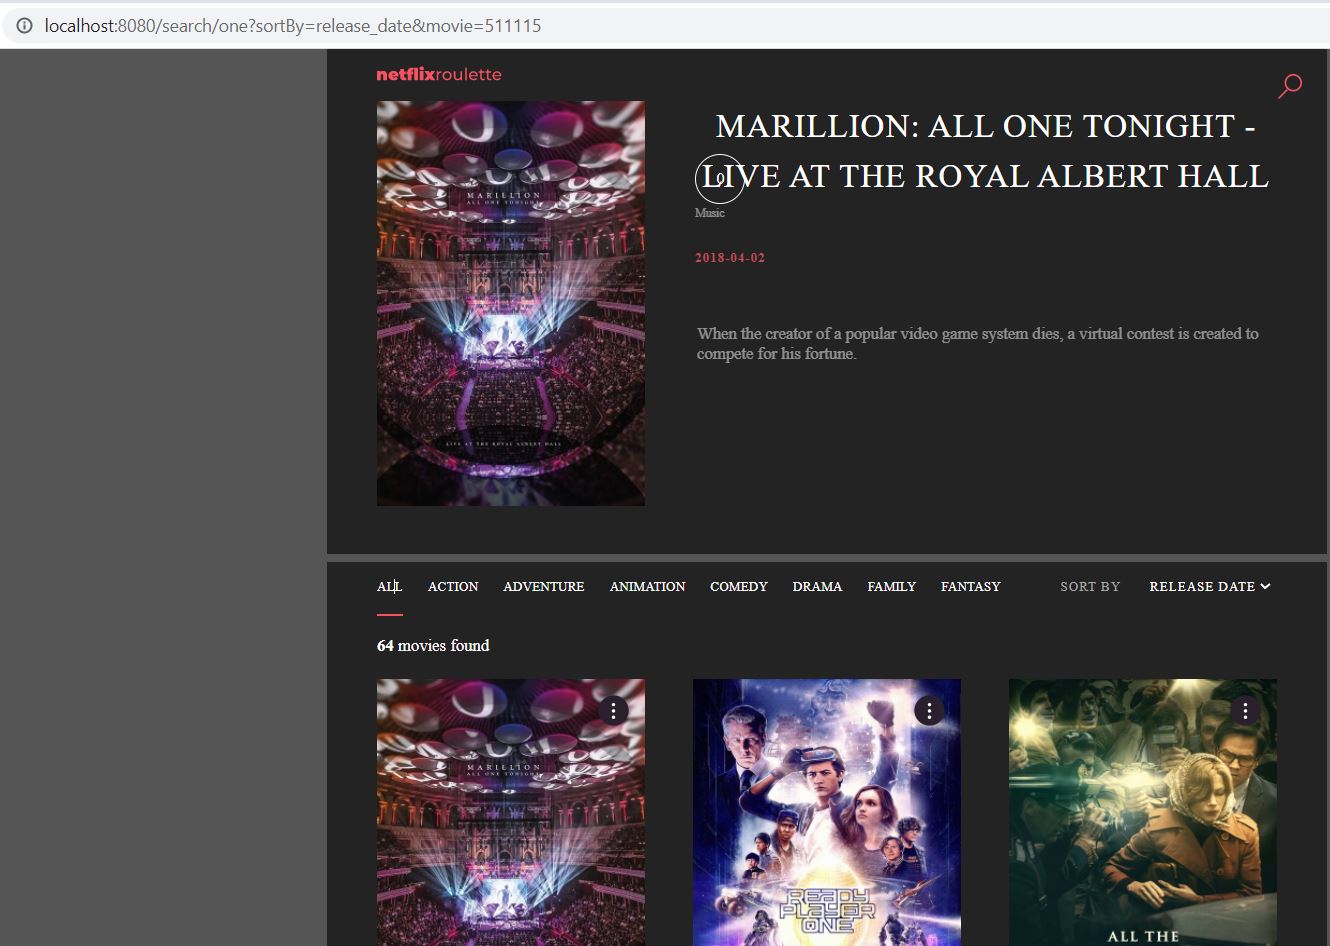 localhost:8080/search/one?sortBy=release_date&movie=511115
netflixroulette
MARILLION
ALL ONE TONIGHT
LIVE AT THE ROYAL ALBERT HALL
MARILLION: ALL ONE TONIGHT -
LIVE AT THE ROYAL ALBERT HALL
Music
2018-04-02
When the creator of a popular video game system dies, a virtual contest is created to
compete for his fortune.
ALL ACTION ADVENTURE ANIMATION COMEDY DRAMA FAMILY FANTASY SORT BY RELEASE DATE
64 movies found
MARILLION
ALL ONE TONIGHT
READY
PLAYER
ONE
ALL THE